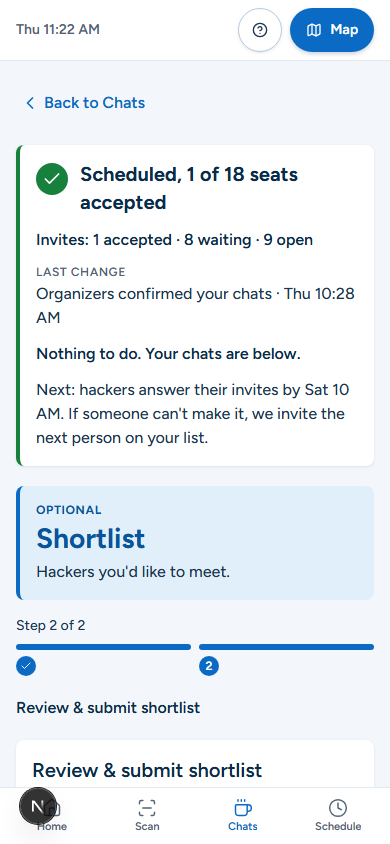 Thu 11:22 AM
Map
Back to Chats
Scheduled, 1 of 18 seats
accepted
Invites: 1 accepted · 8 waiting · 9 open
LAST CHANGE
Organizers confirmed your chats · Thu 10:28
AM
Nothing to do. Your chats are below.
Next: hackers answer their invites by Sat 10
AM. If someone can't make it, we invite the
next person on your list.
OPTIONAL
Shortlist
Hackers you'd like to meet.
Step 2 of 2
2
Review & submit shortlist
Review & submit shortlist
N
Home
Scan
Chats
Schedule